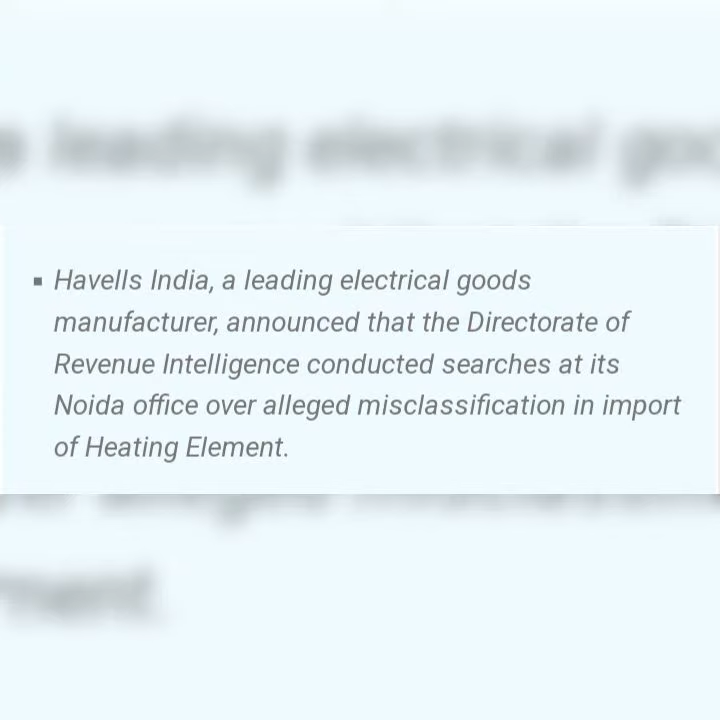 ▪ Havells India, a leading electrical goods
manufacturer, announced that the Directorate of
Revenue Intelligence conducted searches at its
Noida office over alleged misclassification in import
of Heating Element.